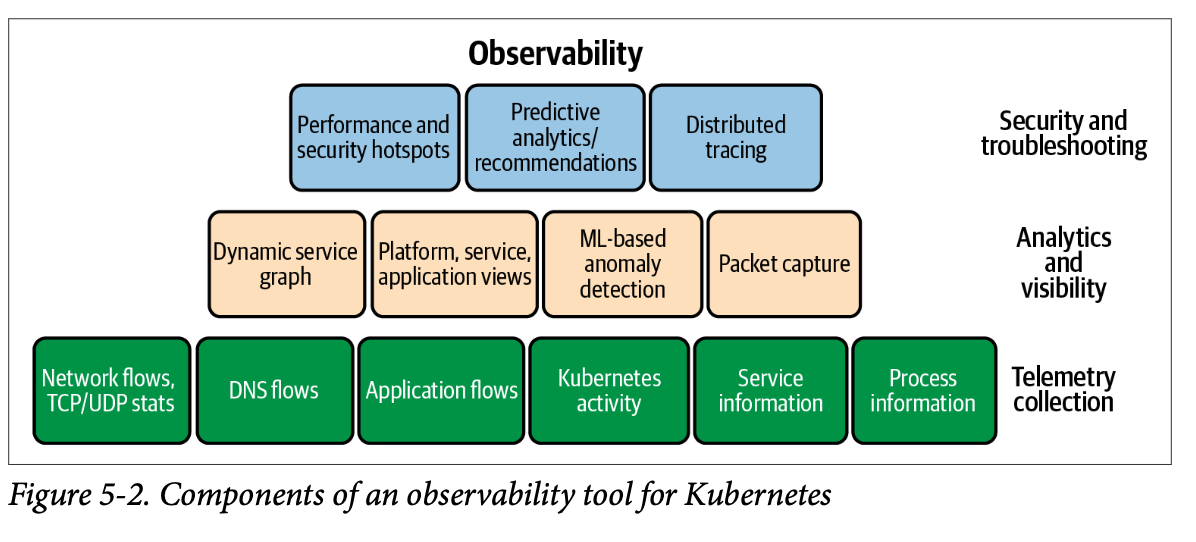 Observability
Performance and
security hotspots
Predictive
analytics/
recommendations
Distributed
tracing
Security and
troubleshooting
Dynamic service
graph
Platform, service,
application views
ML-based
anomaly
detection
Packet capture
Analytics
and
visibility
Network flows,
TCP/UDP stats
DNS flows
Application flows
Kubernetes
activity
Service
information
Process
information
Telemetry
collection
Figure 5-2. Components of an observability tool for Kubernetes